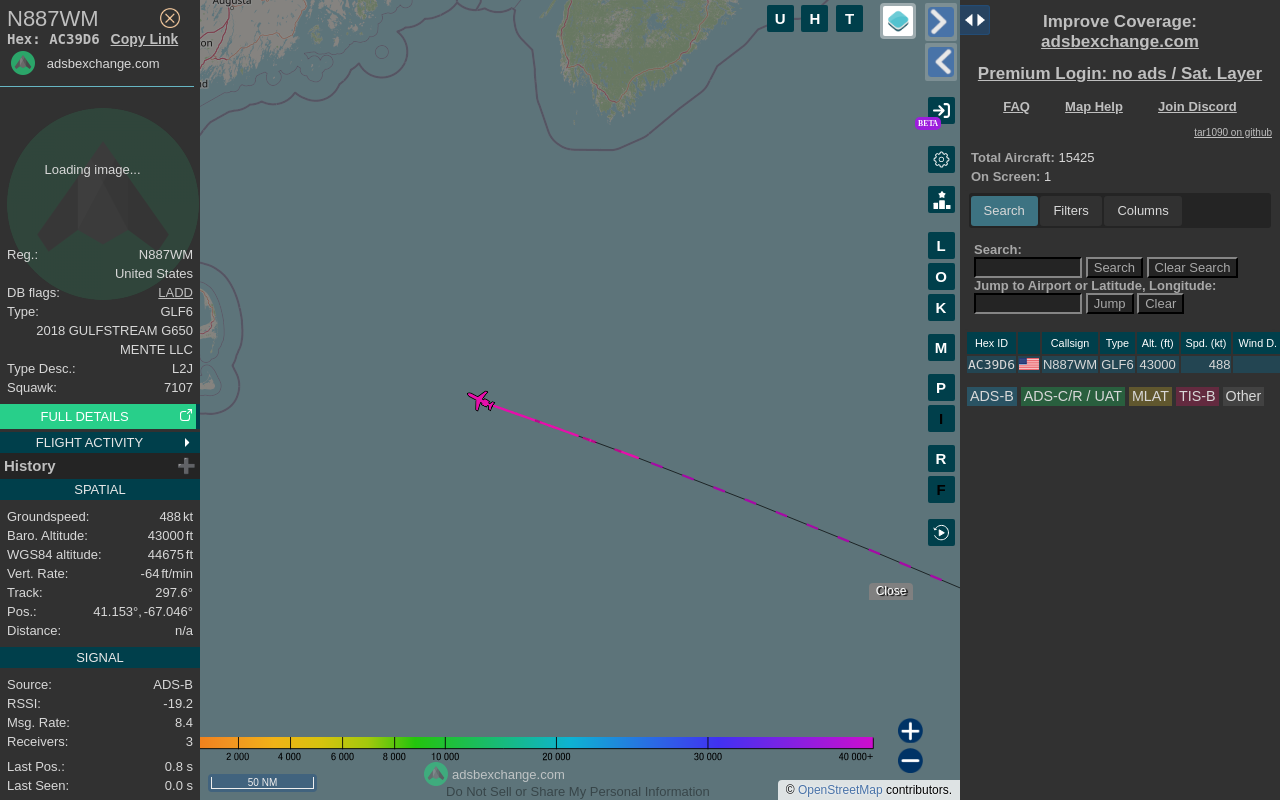 N887WM
Hex: AC39D6 Copy Link
adsbexchange.com
Loading image...
Reg.: N887WM
United States
DB flags: LADD
Type: GLF6
2018 GULFSTREAM G650
MENTE LLC
Type Desc.: L2J
Squawk: 7107
FULL DETAILS
FLIGHT ACTIVITY
History
SPATIAL
Groundspeed: 488 kt
Baro. Altitude: 43000 ft
WGS84 altitude: 44675 ft
Vert. Rate: -64 ft/min
Track: 297.6°
Pos.: 41.153°, -67.046°
Distance: n/a
SIGNAL
Source: ADS-B
RSSI: -19.2
Msg. Rate: 8.4
Receivers: 3
Last Pos.: 0.8 s
Last Seen: 0.0 s
Augusta
U H T
BETA
L
O
K
M
P
I
R
F
Close
2 000 4 000 6 000 8 000 10 000 20 000 30 000 40 000+
50 NM
adsbexchange.com
Do Not Sell or Share My Personal Information
© OpenStreetMap contributors.
Improve Coverage:
adsbexchange.com
Premium Login: no ads / Sat. Layer
FAQ Map Help Join Discord
tar1090 on github
Total Aircraft: 15425
On Screen: 1
Search Filters Columns
Search:
Search Clear Search
Jump to Airport or Latitude, Longitude:
Jump Clear
Hex ID Callsign Type Alt. (ft) Spd. (kt) Wind D.
AC39D6 N887WM GLF6 43000 488
ADS-B ADS-C/R / UAT MLAT TIS-B Other